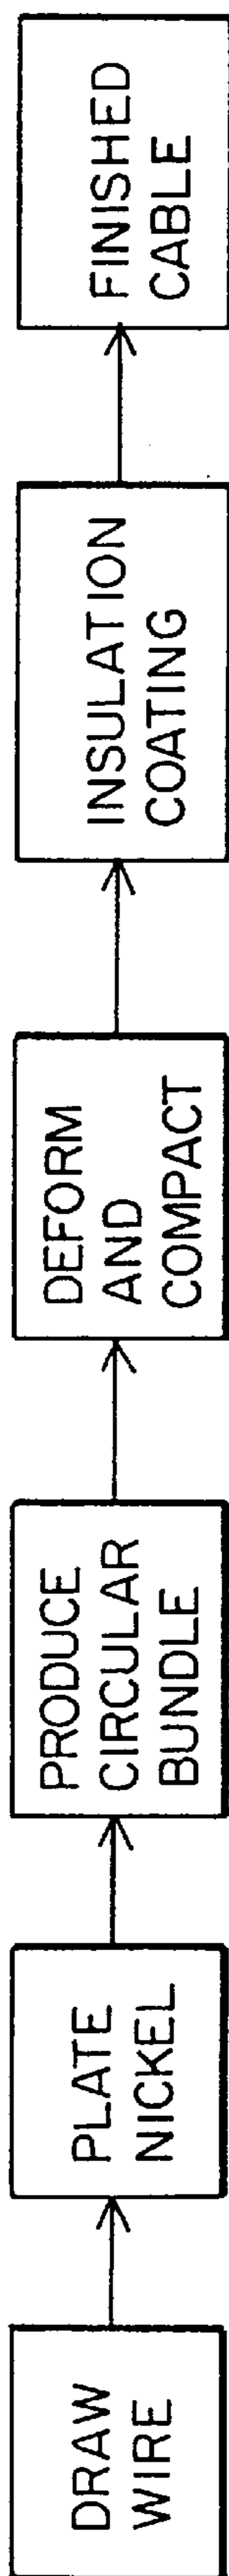 DRAW
WIRE
PLATE
NICKEL
PRODUCE
CIRCULAR
BUNDLE
DEFORM
AND
COMPACT
INSULATION
COATING
FINISHED
CABLE